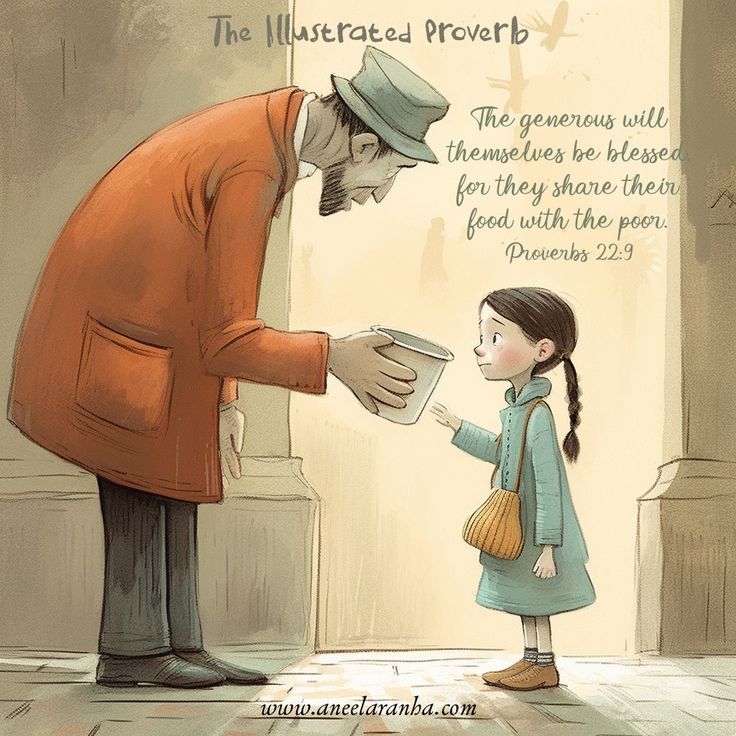 The Illustrated Proverb
The generous will
themselves be blessed,
for they share their
food with the poor.
Proverbs 22:9
www.aneelaranha.com